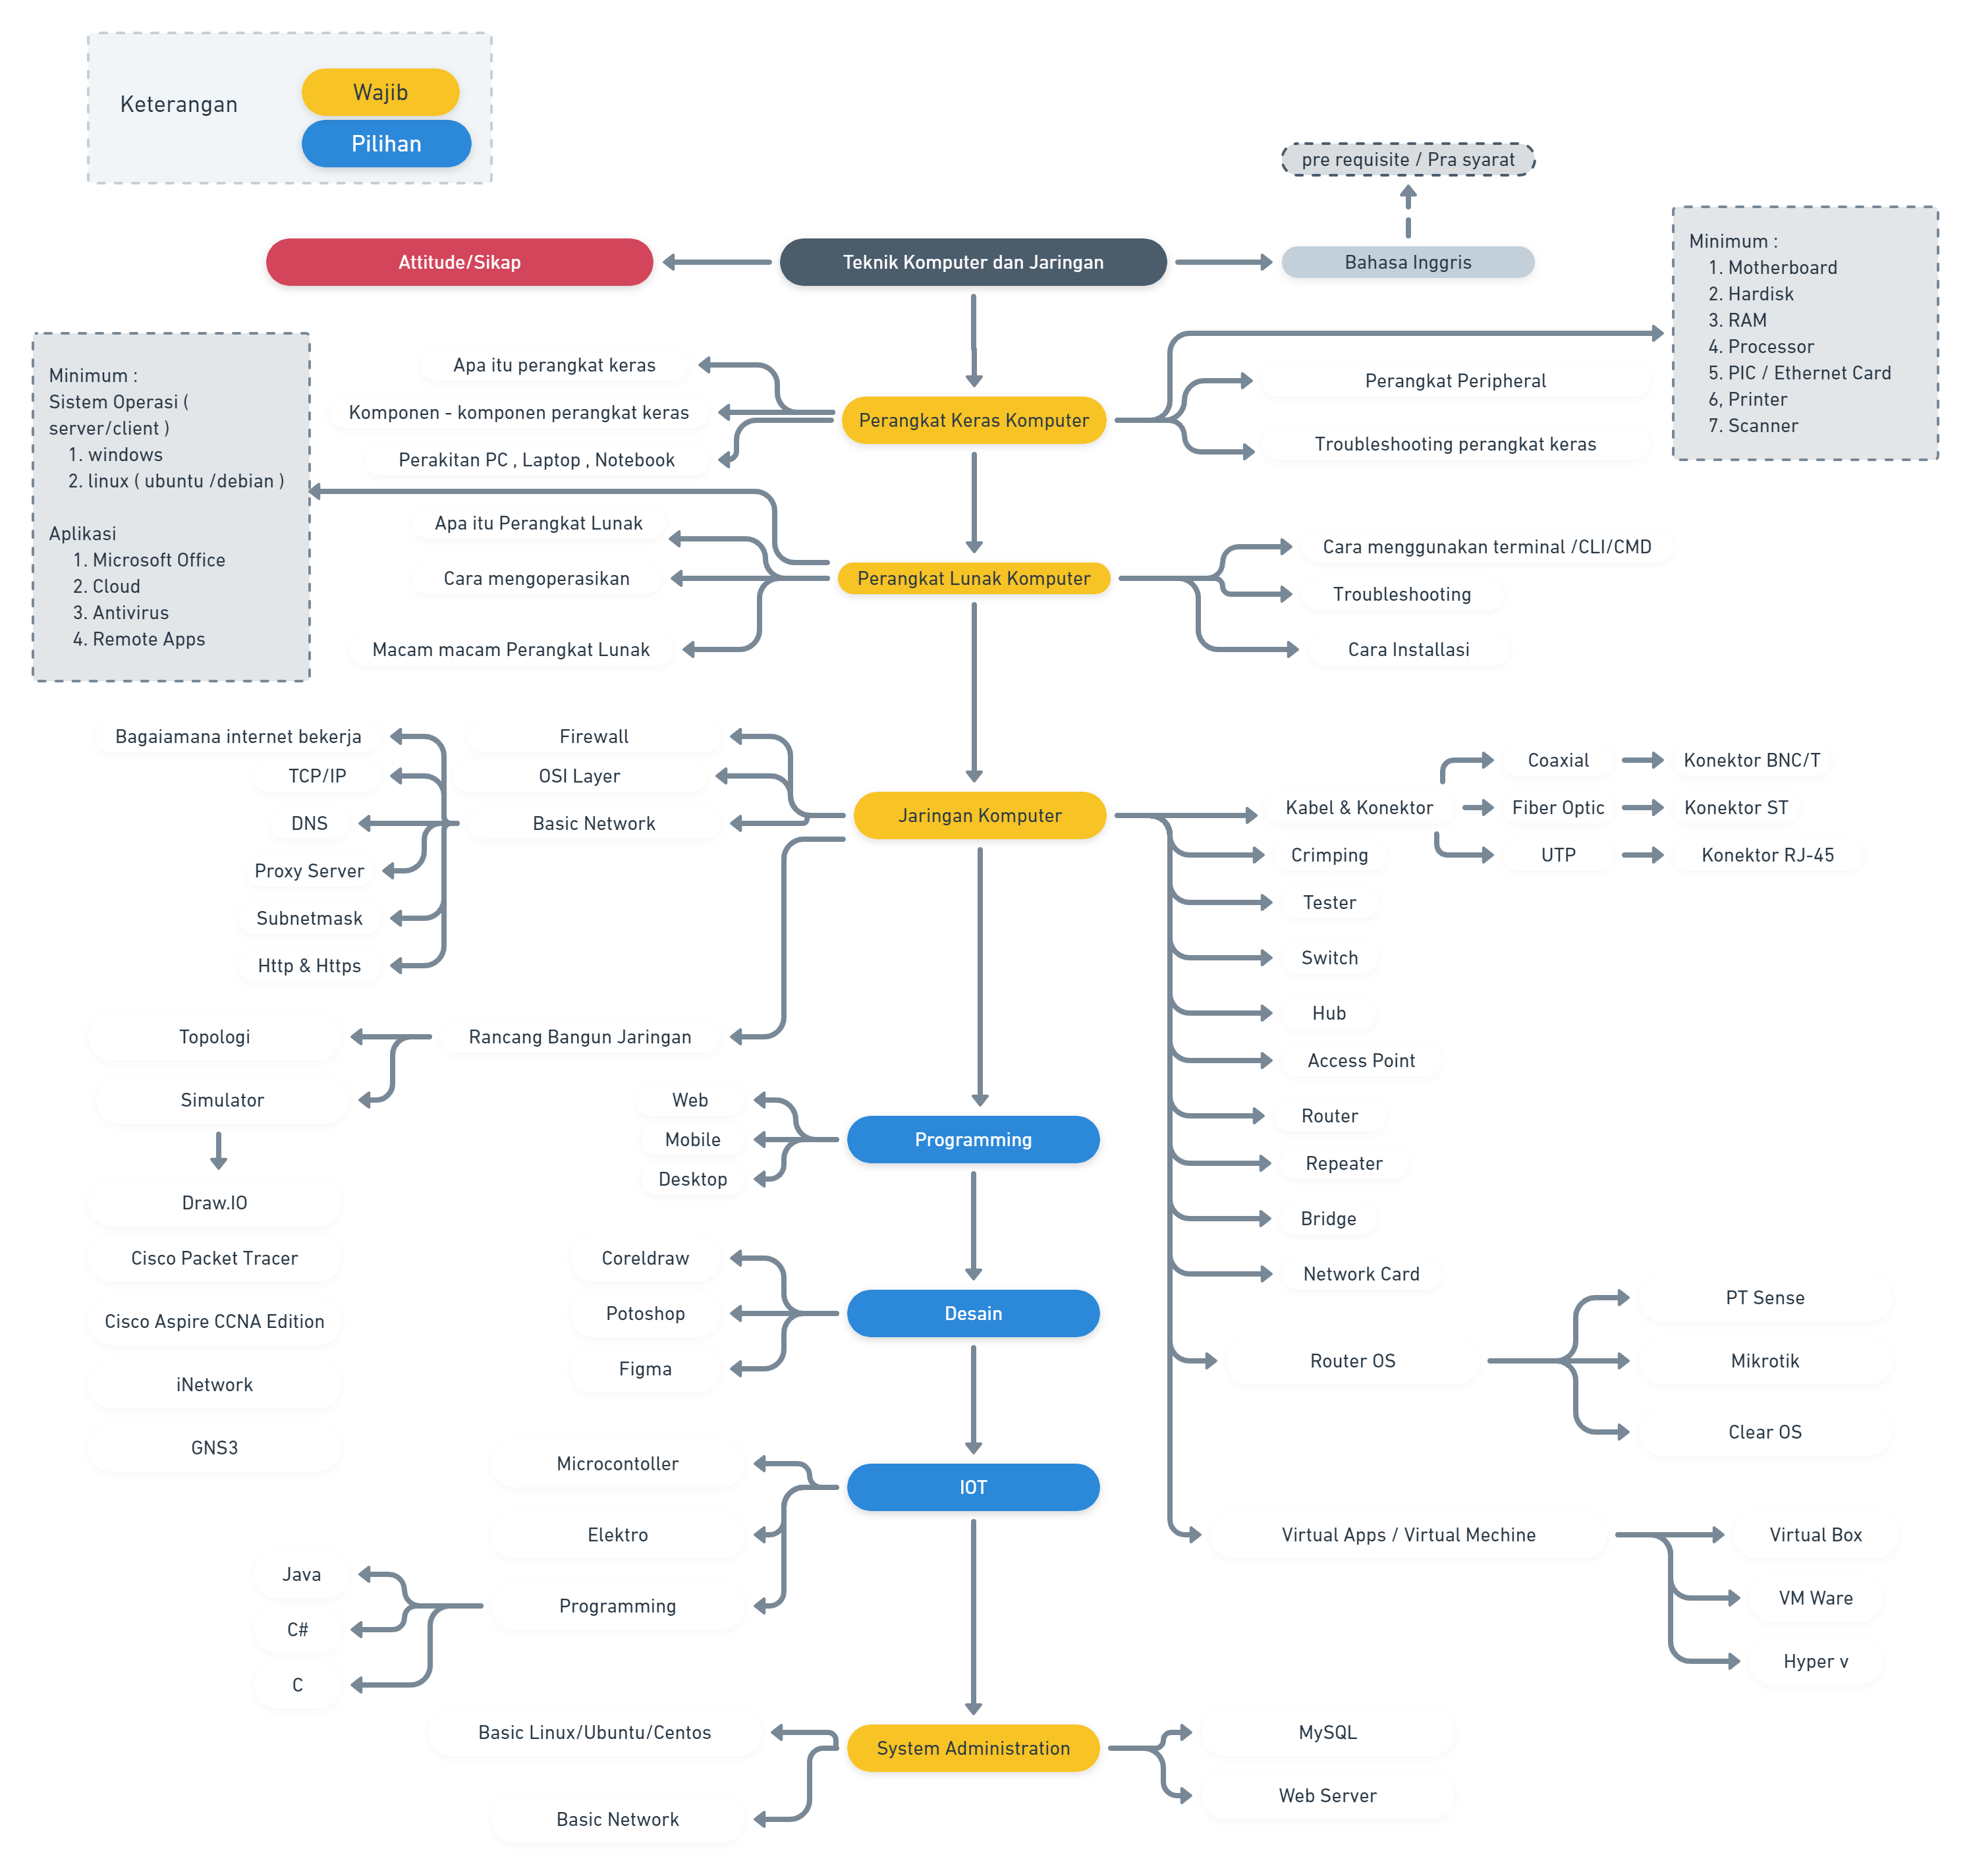 Keterangan
Wajib
Pilihan
pre requisite / Pra syarat
Attitude/Sikap
Teknik Komputer dan Jaringan
Bahasa Inggris
Minimum :
1. Motherboard
2. Hardisk
3. RAM
4. Processor
5. PIC / Ethernet Card
6, Printer
7. Scanner
Minimum :
Sistem Operasi (
server/client )
1. windows
2. linux ( ubuntu /debian )
Aplikasi
1. Microsoft Office
2. Cloud
3. Antivirus
4. Remote Apps
Apa itu perangkat keras
Komponen - komponen perangkat keras
Perakitan PC , Laptop , Notebook
Perangkat Keras Komputer
Perangkat Peripheral
Troubleshooting perangkat keras
Apa itu Perangkat Lunak
Cara mengoperasikan
Macam macam Perangkat Lunak
Perangkat Lunak Komputer
Cara menggunakan terminal /CLI/CMD
Troubleshooting
Cara Installasi
Bagaiamana internet bekerja
TCP/IP
DNS
Proxy Server
Subnetmask
Http & Https
Firewall
OSI Layer
Basic Network
Jaringan Komputer
Kabel & Konektor
Coaxial
Konektor BNC/T
Fiber Optic
Konektor ST
UTP
Konektor RJ-45
Crimping
Tester
Switch
Hub
Access Point
Router
Repeater
Bridge
Network Card
Topologi
Rancang Bangun Jaringan
Simulator
Draw.IO
Cisco Packet Tracer
Cisco Aspire CCNA Edition
iNetwork
GNS3
Web
Mobile
Desktop
Programming
Coreldraw
Potoshop
Figma
Desain
Router OS
PT Sense
Mikrotik
Clear OS
Microcontoller
Elektro
Programming
IOT
Java
C#
C
Virtual Apps / Virtual Mechine
Virtual Box
VM Ware
Hyper v
Basic Linux/Ubuntu/Centos
Basic Network
System Administration
MySQL
Web Server